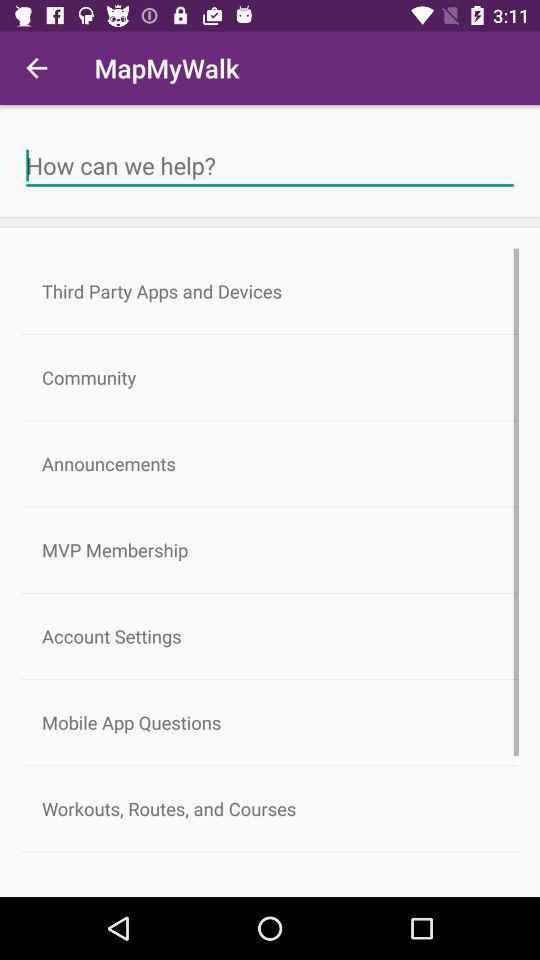 3:11
MapMyWalk
How can we help?
Third Party Apps and Devices
Community
Announcements
MVP Membership
Account Settings
Mobile App Questions
Workouts, Routes, and Courses